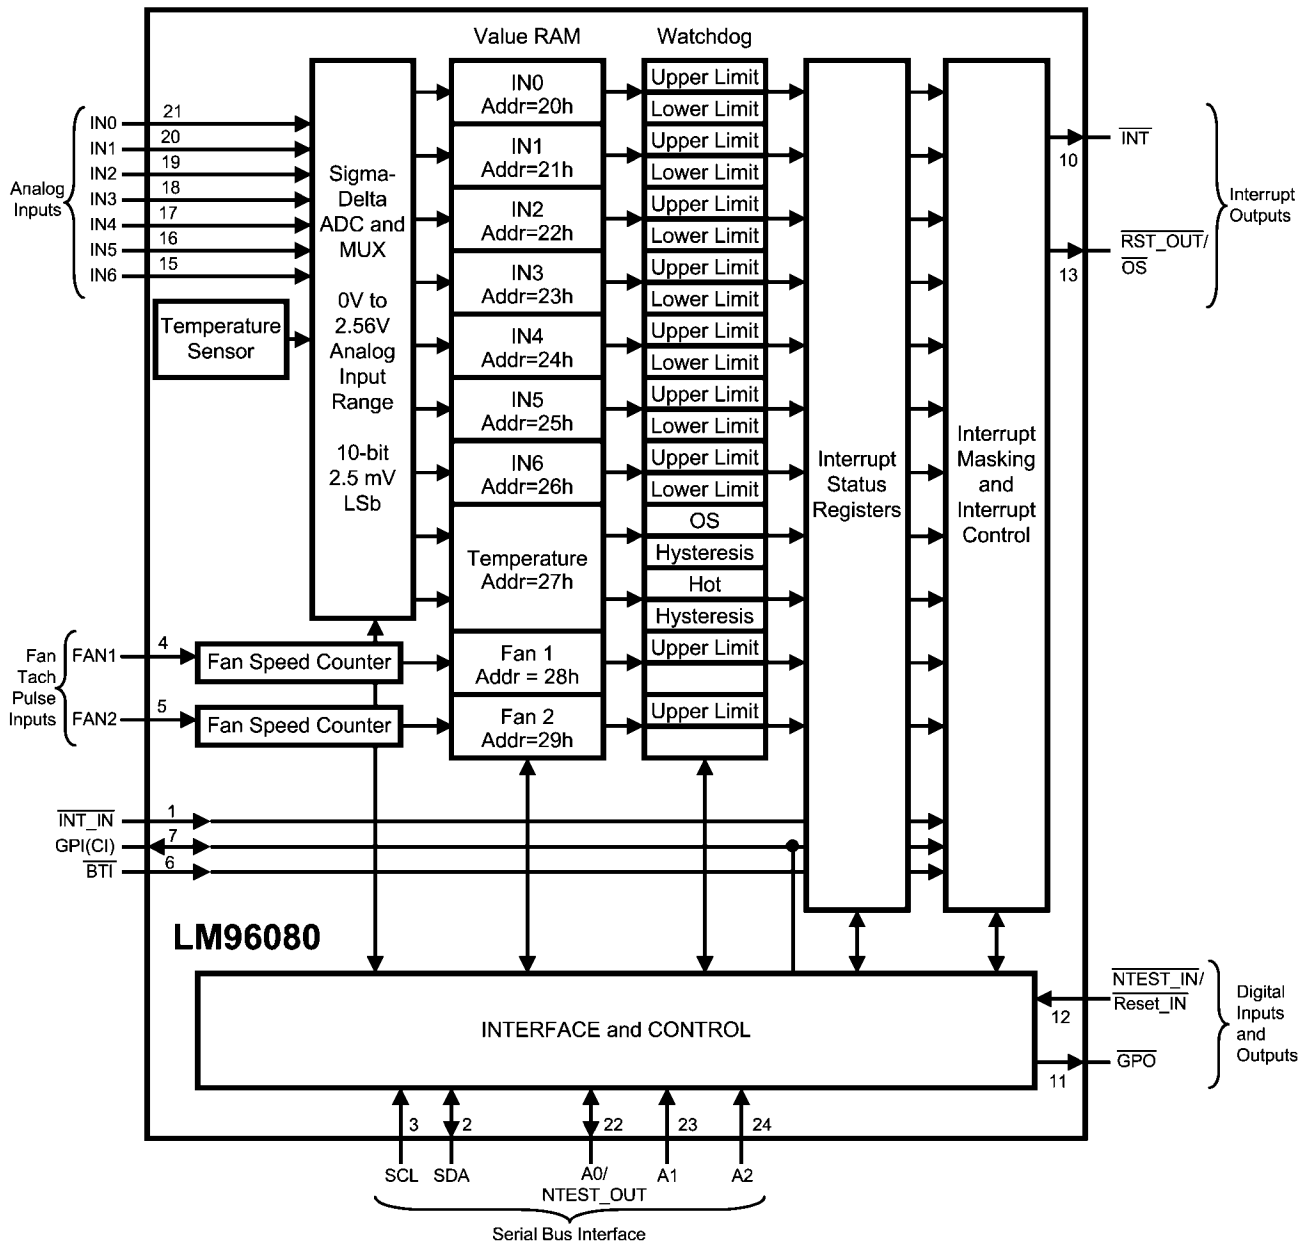 Value RAM
Watchdog
Analog
Inputs
IN0
21
IN1
20
IN2
19
IN3
18
IN4
17
IN5
16
IN6
15
Temperature
Sensor
Sigma-
Delta
ADC and
MUX
0V to
2.56V
Analog
Input
Range
10-bit
2.5 mV
LSb
IN0
Addr=20h
IN1
Addr=21h
IN2
Addr=22h
IN3
Addr=23h
IN4
Addr=24h
IN5
Addr=25h
IN6
Addr=26h
Temperature
Addr=27h
Fan 1
Addr = 28h
Fan 2
Addr=29h
Upper Limit
Lower Limit
Upper Limit
Lower Limit
Upper Limit
Lower Limit
Upper Limit
Lower Limit
Upper Limit
Lower Limit
Upper Limit
Lower Limit
Upper Limit
Lower Limit
OS
Hysteresis
Hot
Hysteresis
Upper Limit
Upper Limit
Interrupt
Status
Registers
Interrupt
Masking
and
Interrupt
Control
10
INT
13
RST_OUT/
OS
Interrupt
Outputs
Fan
Tach
Pulse
Inputs
FAN1
4
Fan Speed Counter
FAN2
5
Fan Speed Counter
INT_IN
1
GPI(CI)
7
BTI
6
LM96080
INTERFACE and CONTROL
NTEST_IN/
Reset_IN
12
GPO
11
Digital
Inputs
and
Outputs
3
2
22
23
24
SCL
SDA
A0/
NTEST_OUT
A1
A2
Serial Bus Interface